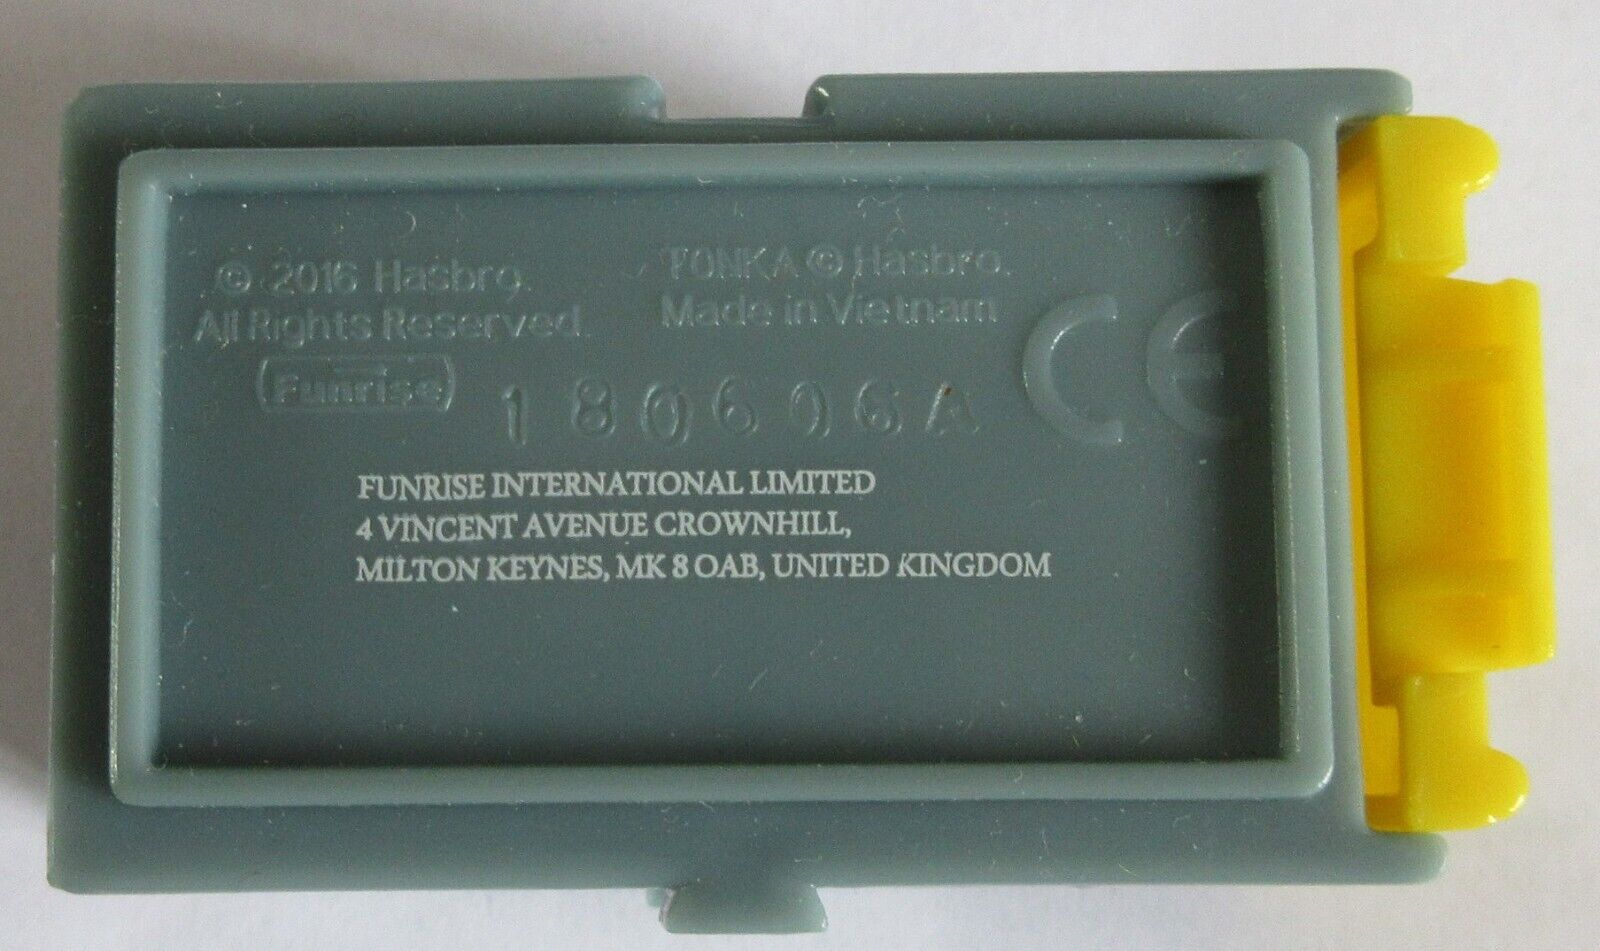 © 2016 Hasbro.
All Rights Reserved.
TONKA © Hasbro.
Made in Vietnam
Funrise
180606A
CE
FUNRISE INTERNATIONAL LIMITED
4 VINCENT AVENUE CROWNHILL,
MILTON KEYNES, MK 8 OAB, UNITED KINGDOM